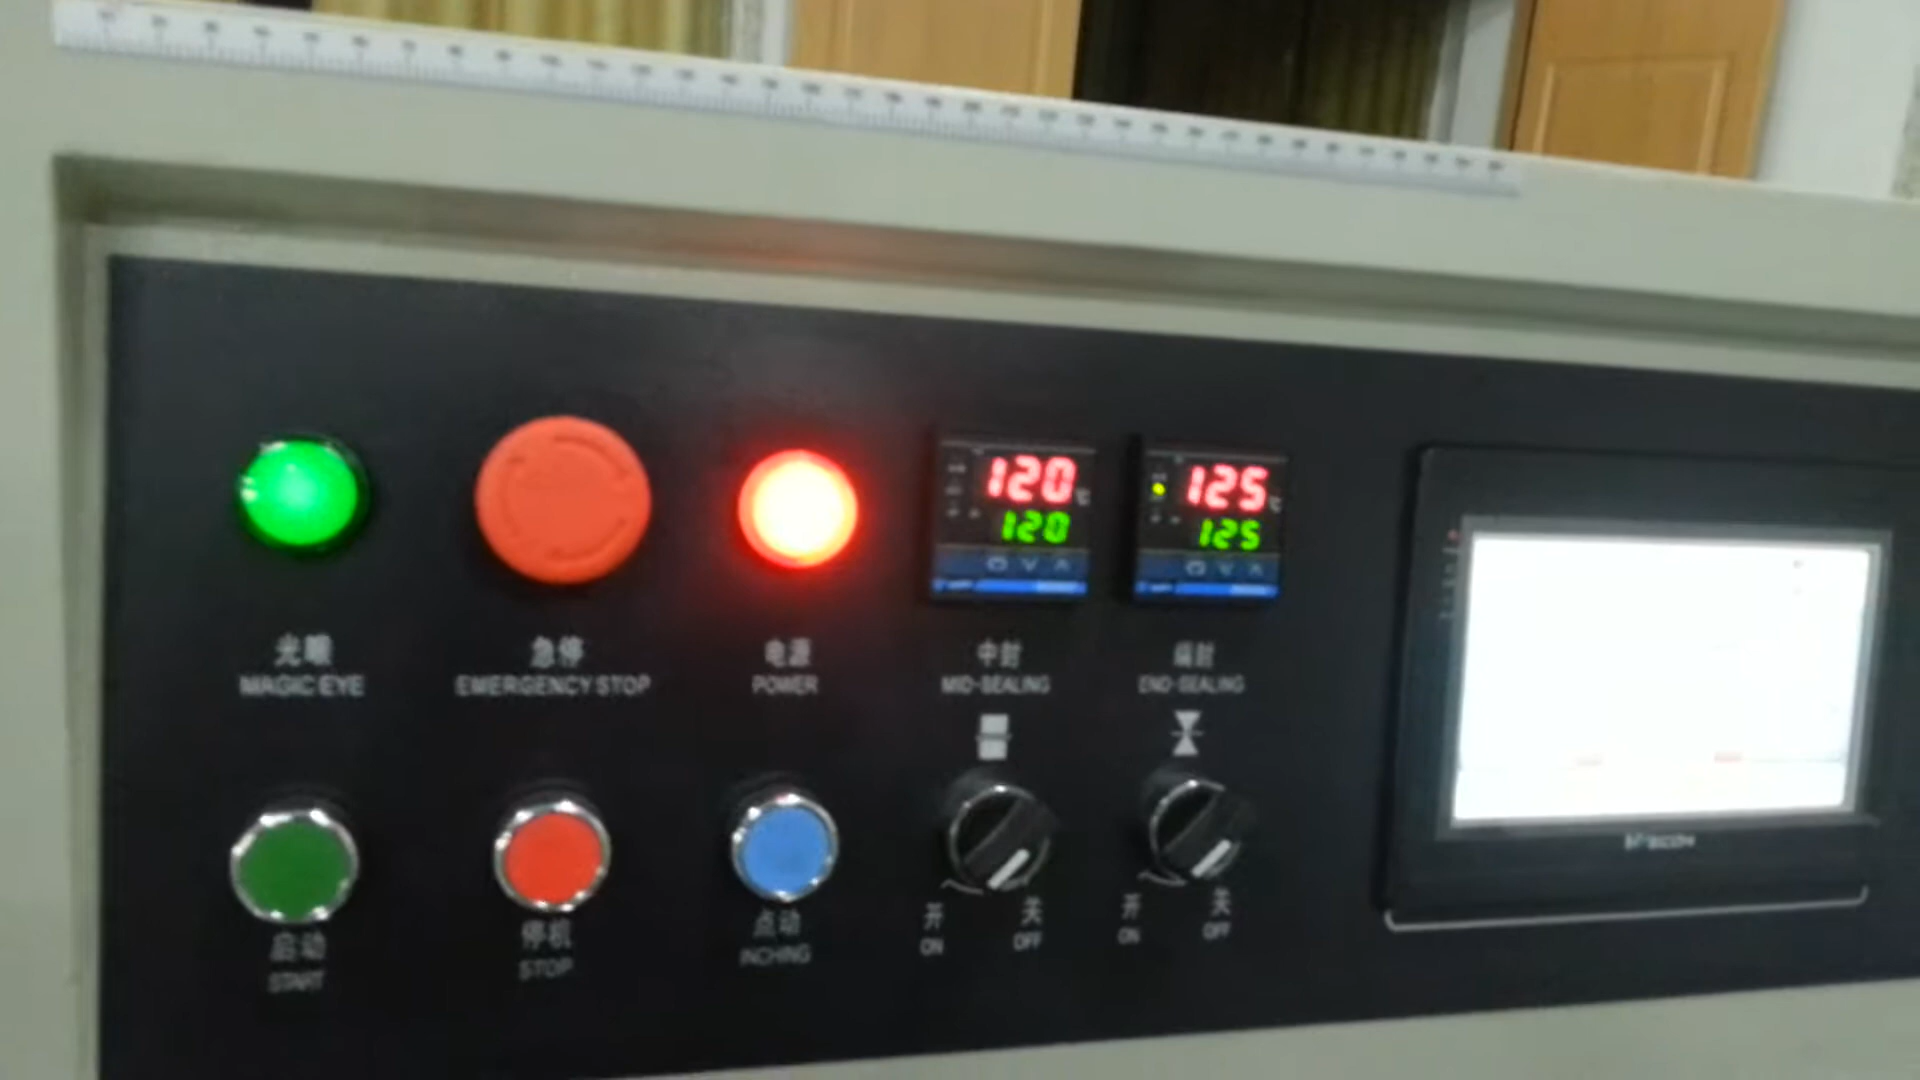 120 ℃
120
125 ℃
125
光眼
MAGIC EYE
急停
EMERGENCY STOP
电源
POWER
中封
MID-SEALING
端封
END-SEALING
开
ON
关
OFF
开
ON
关
OFF
启动
START
停机
STOP
点动
INCHING